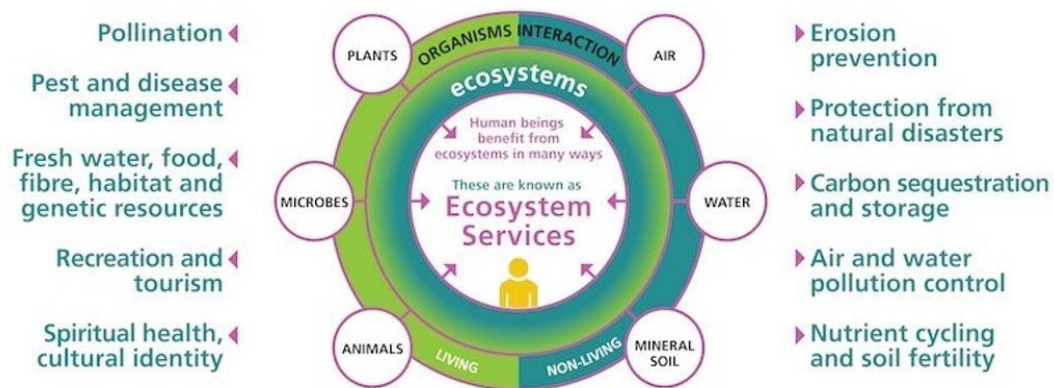 Pollination
Pest and disease
management
Fresh water, food,
fibre, habitat and
genetic resources
Recreation and
tourism
Spiritual health,
cultural identity
PLANTS
MICROBES
ANIMALS
ORGANISMS
INTERACTION
ecosystems
Human beings
benefit from
ecosystems in many ways
These are known as
Ecosystem
Services
LIVING
NON-LIVING
AIR
WATER
MINERAL
SOIL
Erosion
prevention
Protection from
natural disasters
Carbon sequestration
and storage
Air and water
pollution control
Nutrient cycling
and soil fertility